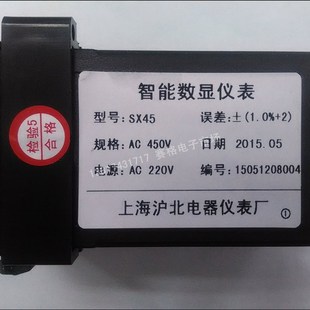 智能数显仪表
型号: SX45 误差: ±(1.0%+2)
规格: AC 450V 日期 2015.05
电源: AC 220V 编号: 15051208004
上海沪北电器仪表厂
①
检验5
合格